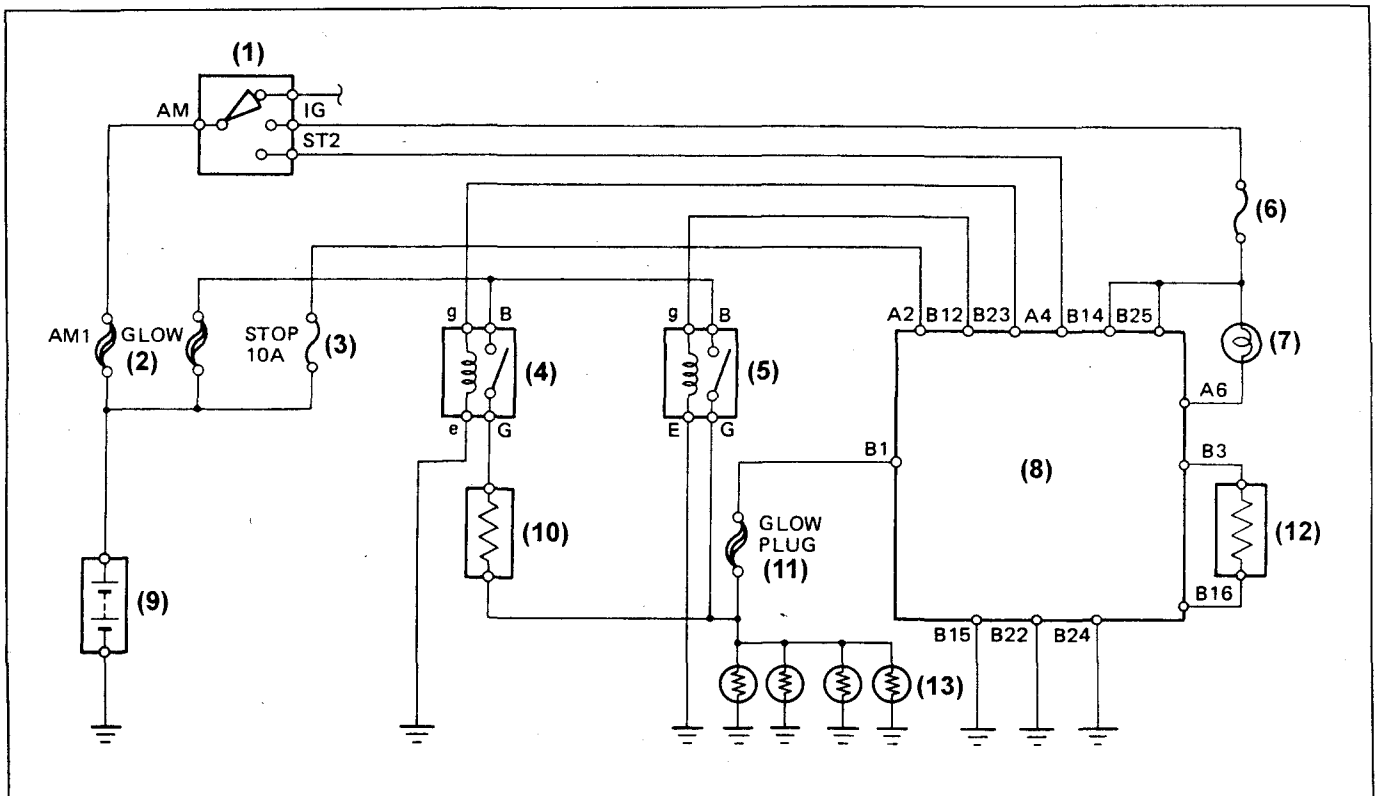 (1)
AM
IG
ST2
(6)
AM1
GLOW
(2)
STOP
10A
(3)
g
B
(4)
e
G
g
B
(5)
E
G
A2
B12
B23
A4
B14
B25
(7)
A6
B1
(8)
B3
(12)
B16
(9)
(10)
GLOW
PLUG
(11)
B15
B22
B24
(13)